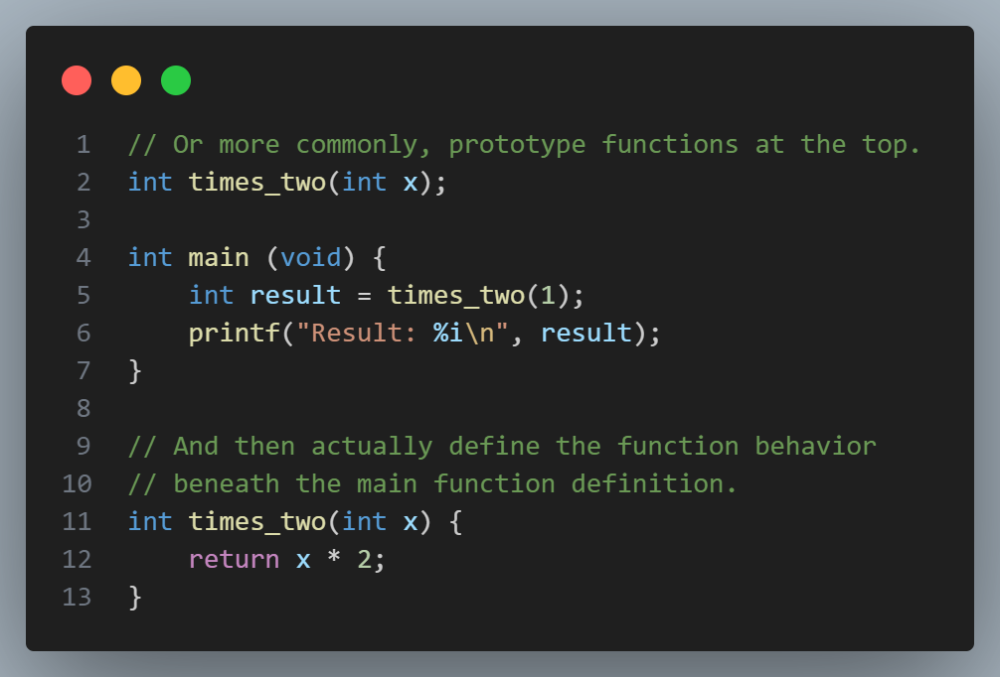 1 // Or more commonly, prototype functions at the top.
2 int times_two(int x);
3
4 int main (void) {
5     int result = times_two(1);
6     printf("Result: %i\n", result);
7 }
8
9 // And then actually define the function behavior
10 // beneath the main function definition.
11 int times_two(int x) {
12     return x * 2;
13 }